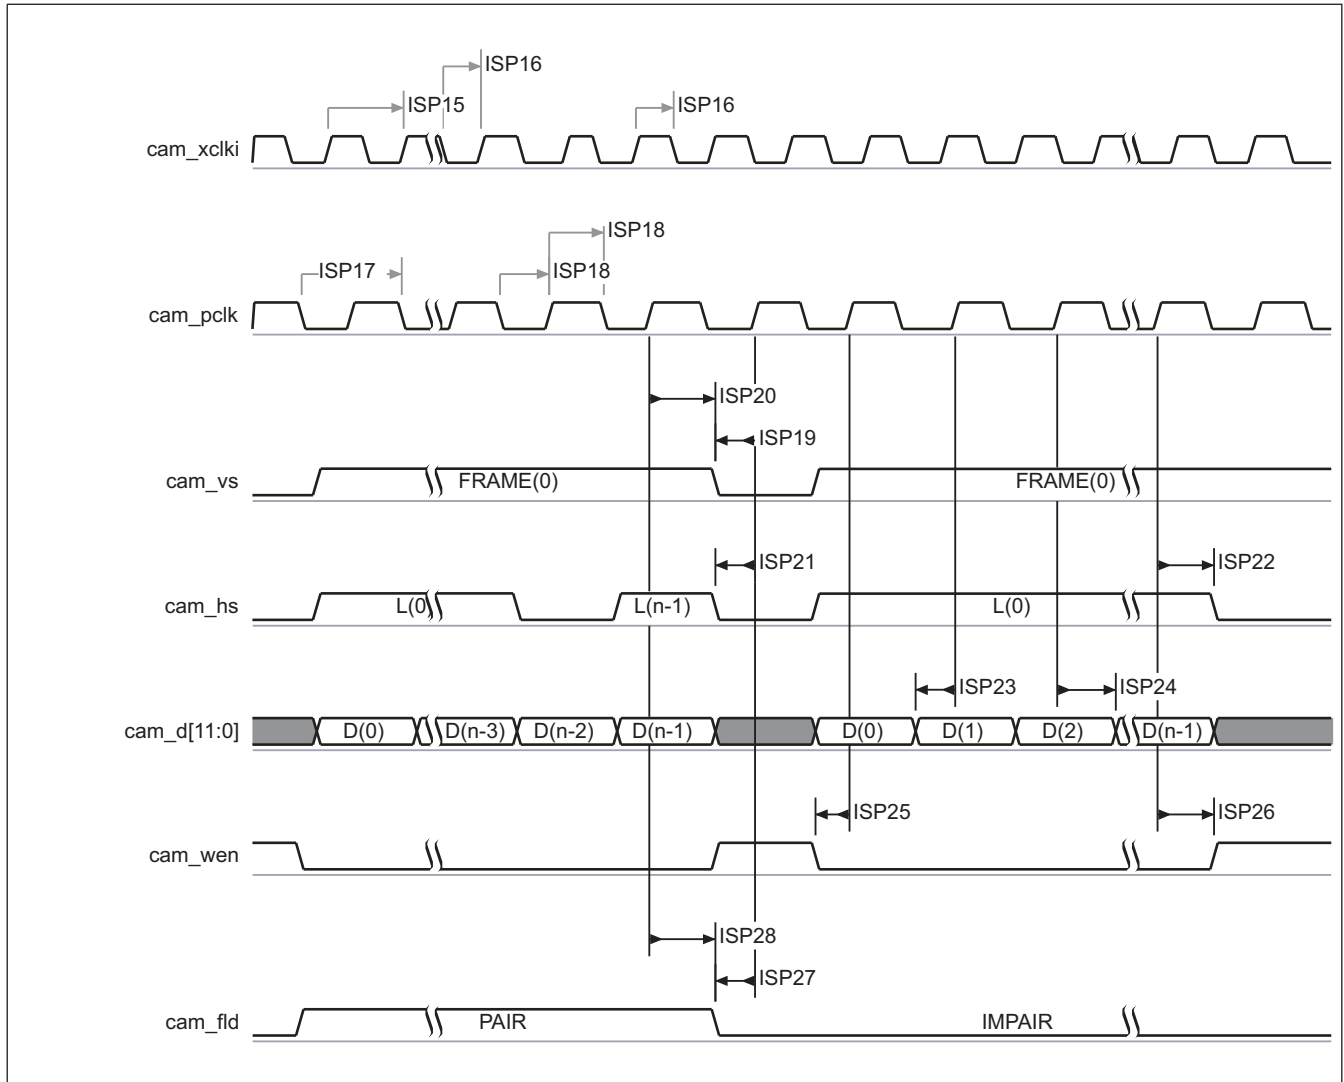 ISP16
ISP15
ISP16
cam_xclki
ISP18
ISP17
ISP18
cam_pclk
ISP20
ISP19
cam_vs
FRAME(0)
FRAME(0)
ISP21
ISP22
cam_hs
L(0)
L(n-1)
L(0)
ISP23
ISP24
cam_d[11:0]
D(0)
D(n-3)
D(n-2)
D(n-1)
D(0)
D(1)
D(2)
D(n-1)
ISP25
ISP26
cam_wen
ISP28
ISP27
cam_fld
PAIR
IMPAIR